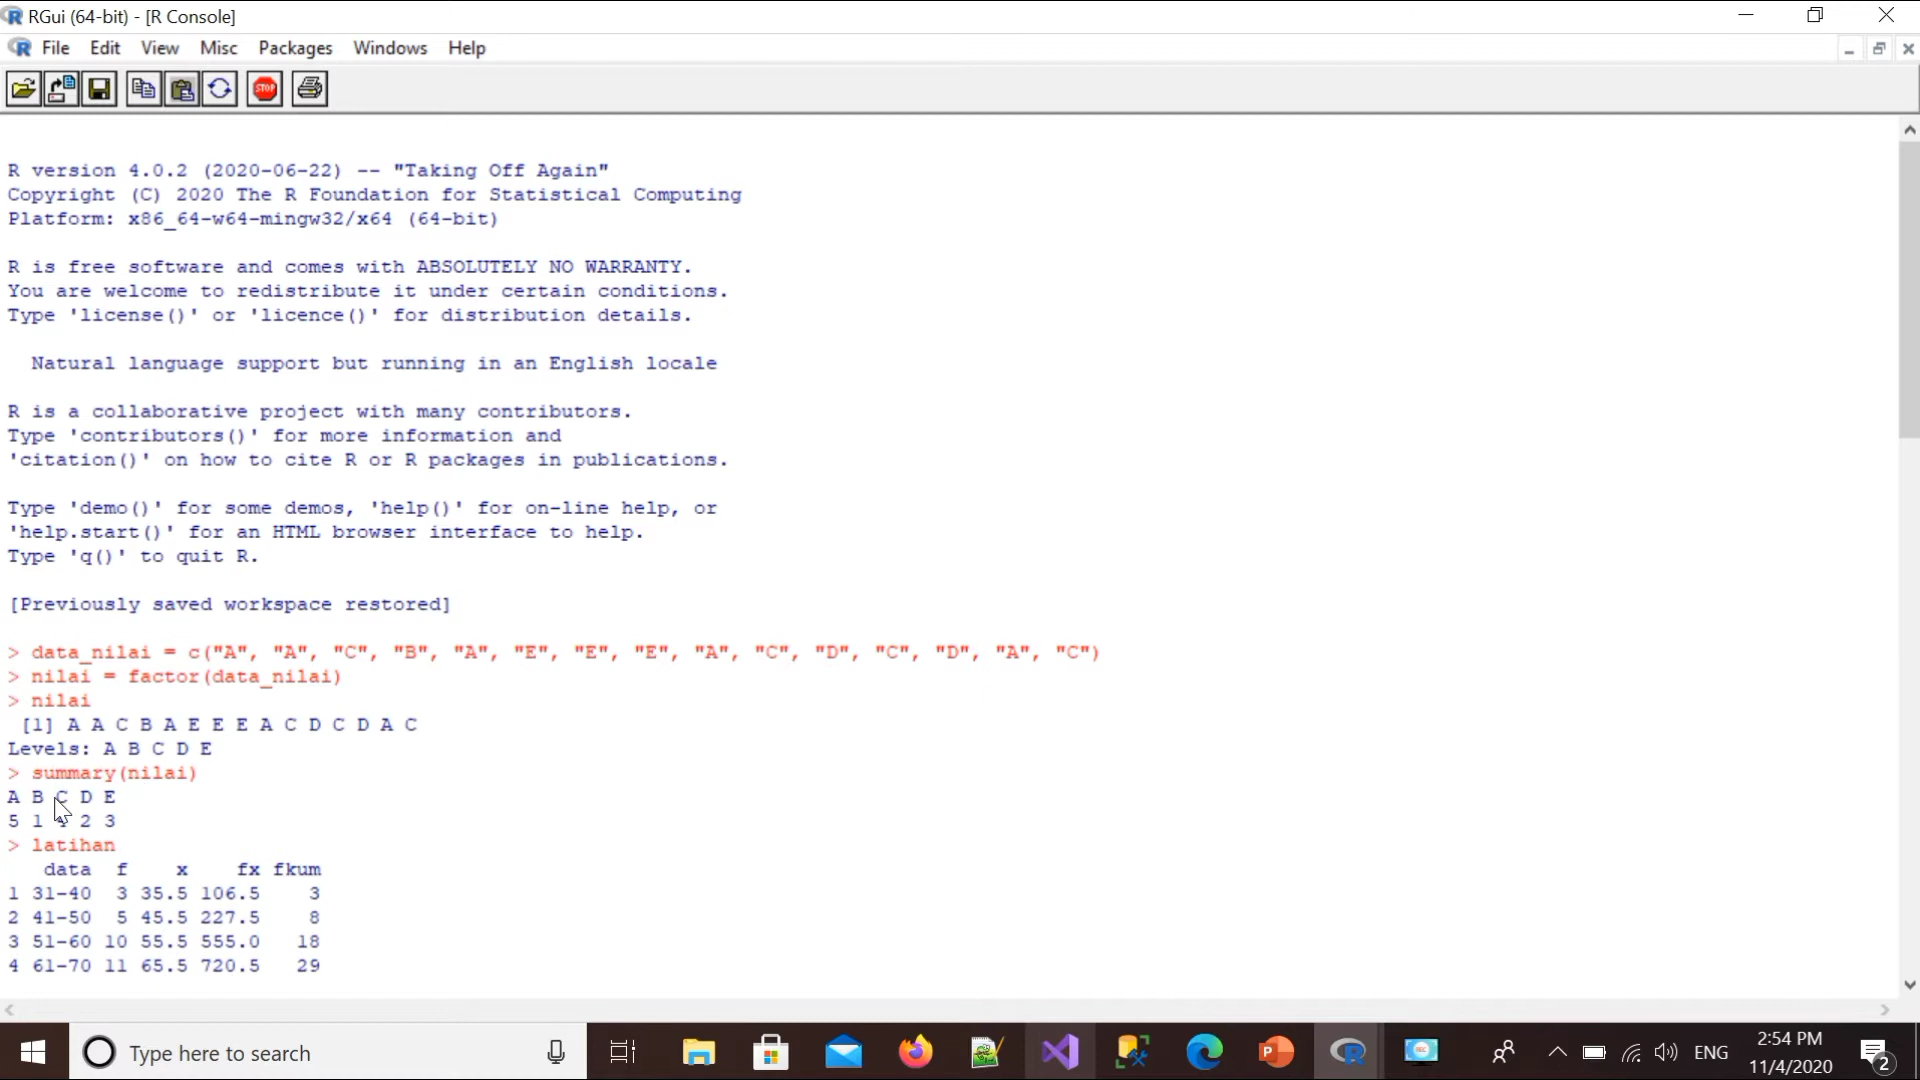 RGui (64-bit) - [R Console]
File Edit View Misc Packages Windows Help
STOP
R version 4.0.2 (2020-06-22) -- "Taking Off Again"
Copyright (C) 2020 The R Foundation for Statistical Computing
Platform: x86_64-w64-mingw32/x64 (64-bit)
R is free software and comes with ABSOLUTELY NO WARRANTY.
You are welcome to redistribute it under certain conditions.
Type 'license()' or 'licence()' for distribution details.
Natural language support but running in an English locale
R is a collaborative project with many contributors.
Type 'contributors()' for more information and
'citation()' on how to cite R or R packages in publications.
Type 'demo()' for some demos, 'help()' for on-line help, or
'help.start()' for an HTML browser interface to help.
Type 'q()' to quit R.
[Previously saved workspace restored]
> data_nilai = c("A", "A", "C", "B", "A", "E", "E", "E", "A", "C", "D", "C", "D", "A", "C")
> nilai = factor(data_nilai)
> nilai
[1] A A C B A E E E A C D C D A C
Levels: A B C D E
> summary(nilai)
A B C D E
5 1 4 2 3
> latihan
data f x fx fkum
1 31-40 3 35.5 106.5 3
2 41-50 5 45.5 227.5 8
3 51-60 10 55.5 555.0 18
4 61-70 11 65.5 720.5 29
Type here to search
ENG
2:54 PM
11/4/2020
2